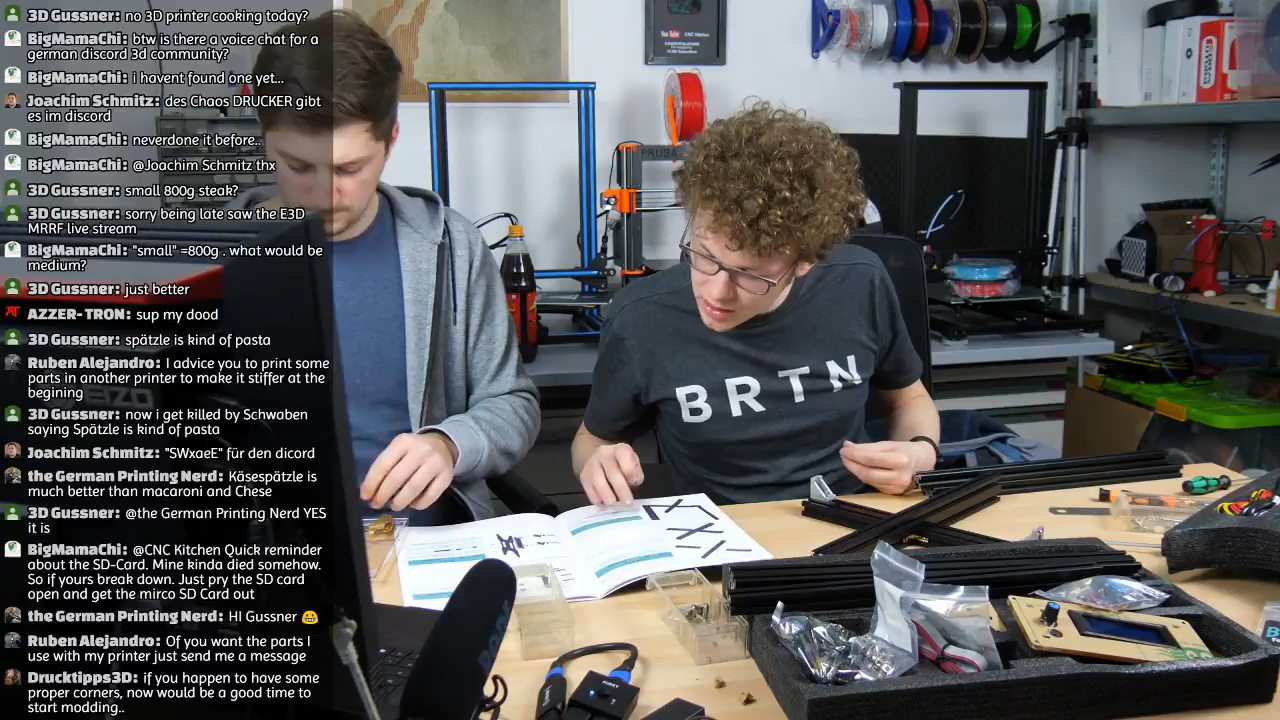 3D Gussner: no 3D printer cooking today?
BigMamaChi: btw is there a voice chat for a
german discord 3d community?
BigMamaChi: i havent found one yet...
Joachim Schmitz: des Chaos DRUCKER gibt
es im discord
BigMamaChi: neverdone it before..
BigMamaChi: @Joachim Schmitz thx
3D Gussner: small 800g steak?
3D Gussner: sorry being late saw the E3D
MRRF live stream
BigMamaChi: "small" =800g . what would be
medium?
3D Gussner: just better
AZZER-TRON: sup my dood
3D Gussner: spätzle is kind of pasta
Ruben Alejandro: I advice you to print some
parts in another printer to make it stiffer at the
begining
3D Gussner: now i get killed by Schwaben
saying Spätzle is kind of pasta
Joachim Schmitz: "SWxaeE" für den dicord
the German Printing Nerd: Käsespätzle is
much better than macaroni and Chese
3D Gussner: @the German Printing Nerd YES
it is
BigMamaChi: @CNC Kitchen Quick reminder
about the SD-Card. Mine kinda died somehow.
So if yours break down. Just pry the SD card
open and get the mirco SD Card out
the German Printing Nerd: HI Gussner 😀
Ruben Alejandro: Of you want the parts I
use with my printer just send me a message
Drucktipps3D: if you happen to have some
proper corners, now would be a good time to
start modding..
EIZO
YouTube CNC Kitchen
PRUSA
BRTN